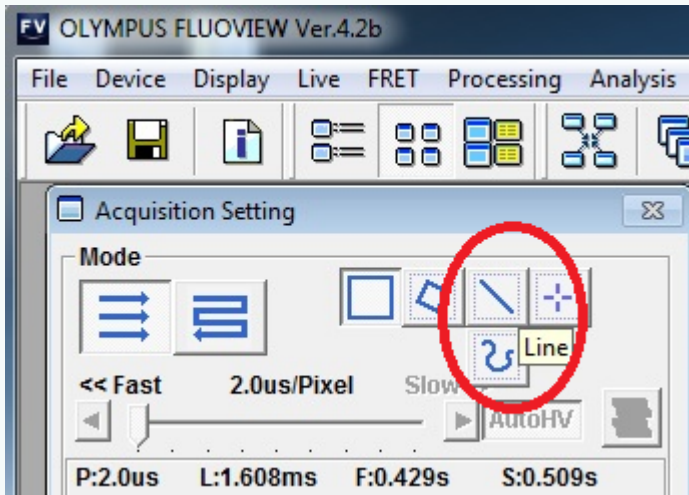 FV OLYMPUS FLUOVIEW Ver.4.2b
File Device Display Live FRET Processing Analysis
Acquisition Setting
Mode
Line
<< Fast 2.0us/Pixel Slow
AutoHV
P:2.0us L:1.608ms F:0.429s S:0.509s